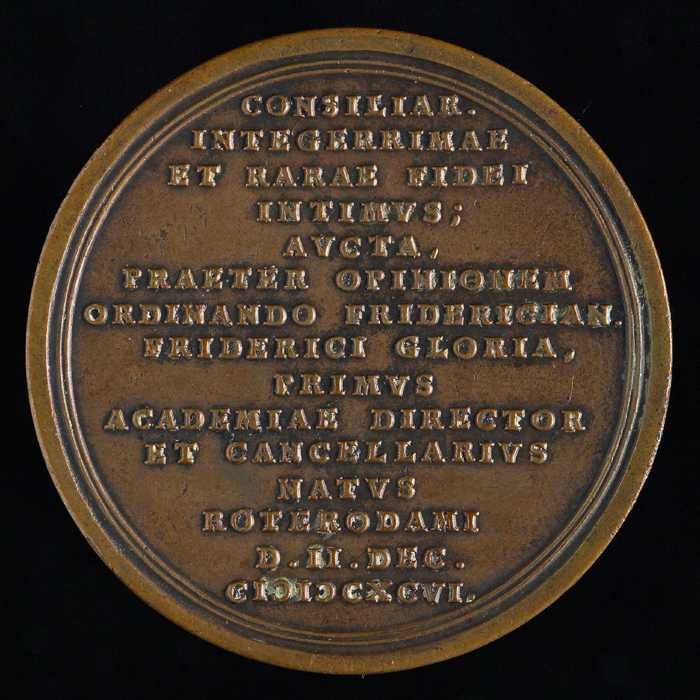 CONSILIAR.
INTEGERRIMAE
ET RARAE FIDEI
INTIMVS;
AVCTA,
PRAETER OPINIONEM
ORDINANDO FRIDERICIAN.
FRIDERICI GLORIA,
PRIMVS
ACADEMIAE DIRECTOR
ET CANCELLARIVS
NATVS
ROTERODAMI
D.II.DEC.
CIↃIↃCXCVI.